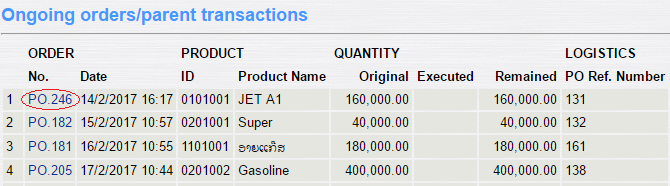 Ongoing orders/parent transactions
ORDER PRODUCT QUANTITY LOGISTICS
No. Date ID Product Name Original Executed Remained PO Ref. Number
1 PO.246 14/2/2017 16:17 0101001 JET A1 160,000.00 160,000.00 131
2 PO.182 15/2/2017 10:57 0201001 Super 40,000.00 40,000.00 132
3 PO.181 16/2/2017 10:55 1101001 ອາຍແກັສ 180,000.00 180,000.00 161
4 PO.205 17/2/2017 10:44 0201002 Gasoline 400,000.00 400,000.00 138